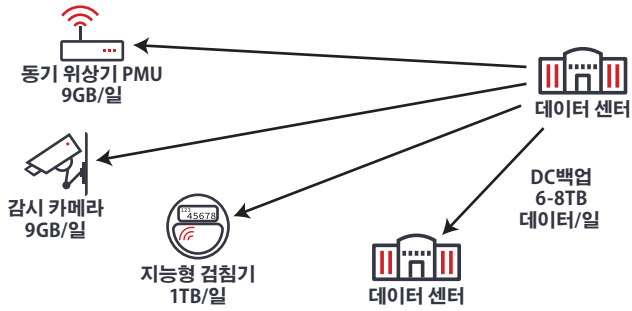 동기 위상기 PMU
9GB/일
데이터 센터
감시 카메라
9GB/일
123
45678
지능형 검침기
1TB/일
DC백업
6-8TB
데이터/일
데이터 센터